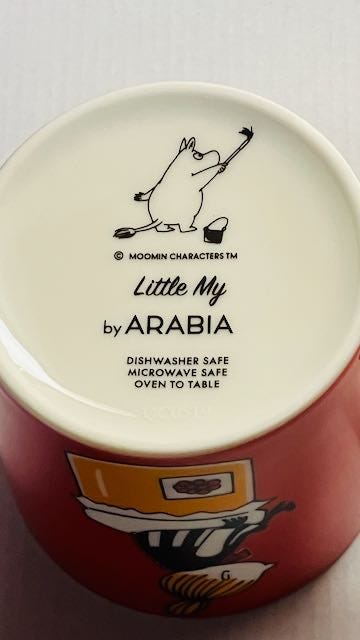 © MOOMIN CHARACTERS TM
Little My
by ARABIA
DISHWASHER SAFE
MICROWAVE SAFE
OVEN TO TABLE